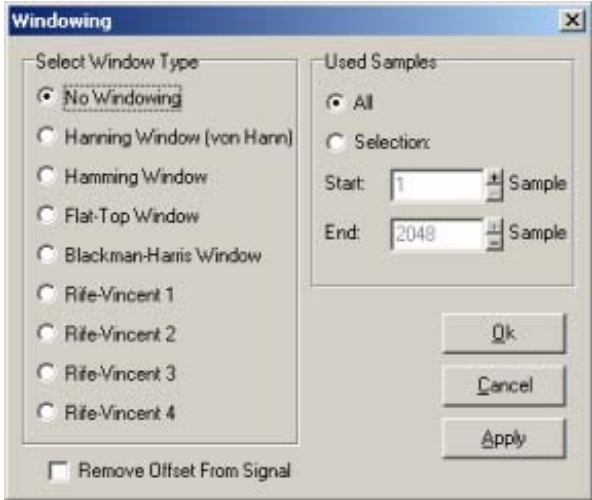 Windowing
Select Window Type
No Windowing
Hanning Window (von Hann)
Hamming Window
Flat-Top Window
Blackman-Harris Window
Rife-Vincent 1
Rife-Vincent 2
Rife-Vincent 3
Rife-Vincent 4
Remove Offset From Signal
Used Samples
All
Selection:
Start: 1 Sample
End: 2048 Sample
Ok
Cancel
Apply